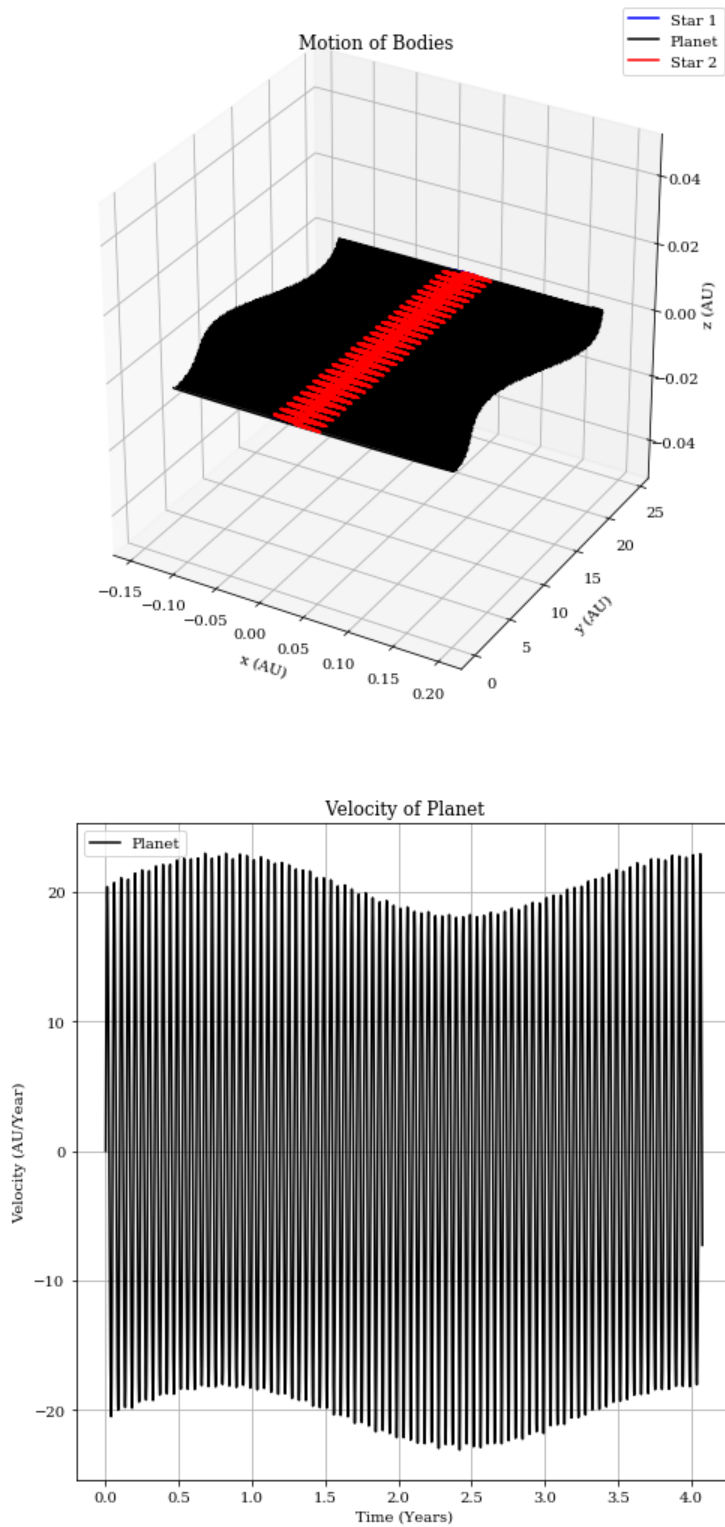 Star 1
Planet
Star 2
Motion of Bodies
0.04
0.02
0.00
−0.02
−0.04
z (AU)
−0.15
−0.10
−0.05
0.00
0.05
0.10
0.15
0.20
x (AU)
0
5
10
15
20
25
y (AU)
Velocity of Planet
Planet
20
10
0
−10
−20
Velocity (AU/Year)
0.0 0.5 1.0 1.5 2.0 2.5 3.0 3.5 4.0
Time (Years)